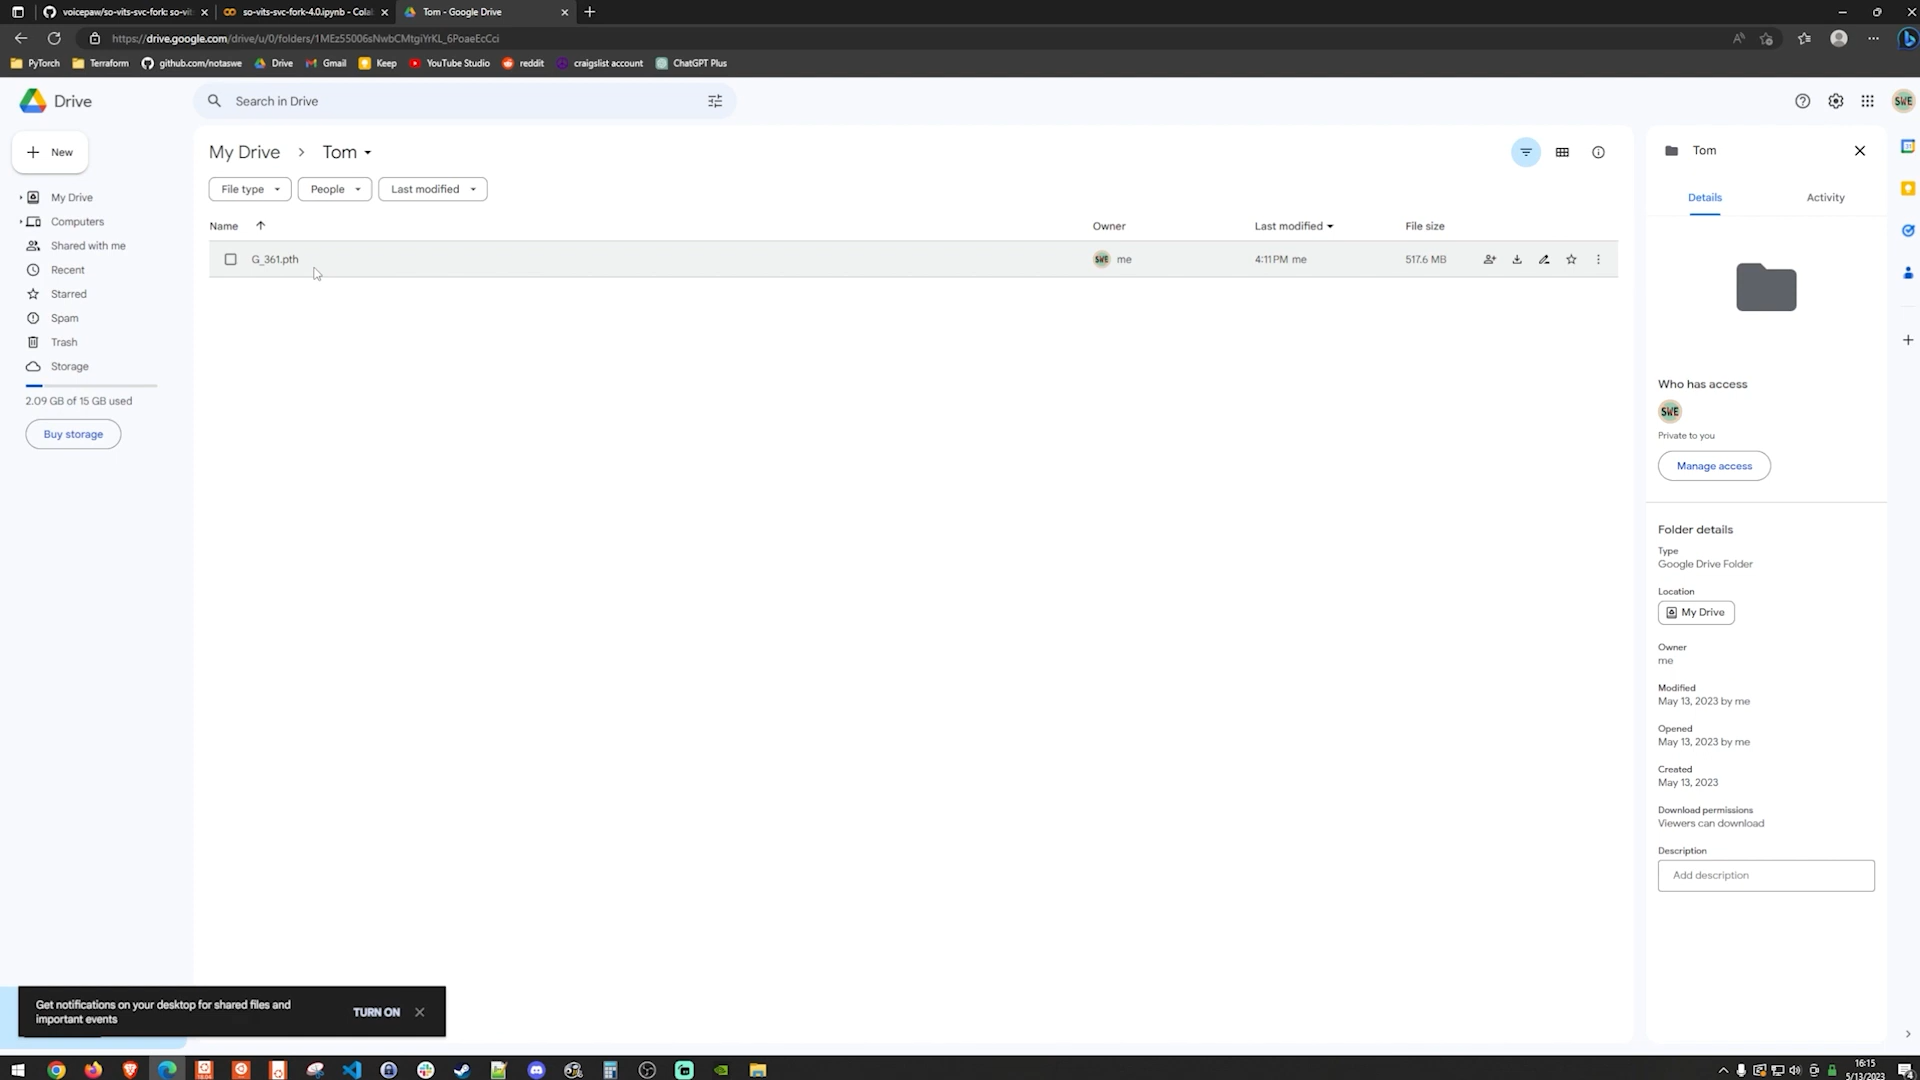 voicepaw/so-vits-svc-fork: so-vit
so-vits-svc-fork-4.0.ipynb - Cola
Tom - Google Drive
https://drive.google.com/drive/u/0/folders/1MEz55006sNwbCMtgiYrKL_6PoaeEcCci
PyTorch
Terraform
github.com/notaswe
Drive
Gmail
Keep
YouTube Studio
reddit
craigslist account
ChatGPT Plus
Drive
Search in Drive
SWE
New
My Drive
Computers
Shared with me
Recent
Starred
Spam
Trash
Storage
2.09 GB of 15 GB used
Buy storage
My Drive > Tom
File type
People
Last modified
Name
Owner
Last modified
File size
G_361.pth
SWE me
4:11 PM me
517.6 MB
Tom
Details
Activity
Who has access
SWE
Private to you
Manage access
Folder details
Type
Google Drive Folder
Location
My Drive
Owner
me
Modified
May 13, 2023 by me
Opened
May 13, 2023 by me
Created
May 13, 2023
Download permissions
Viewers can download
Description
Add description
Get notifications on your desktop for shared files and
important events
TURN ON
16:15
5/13/2023